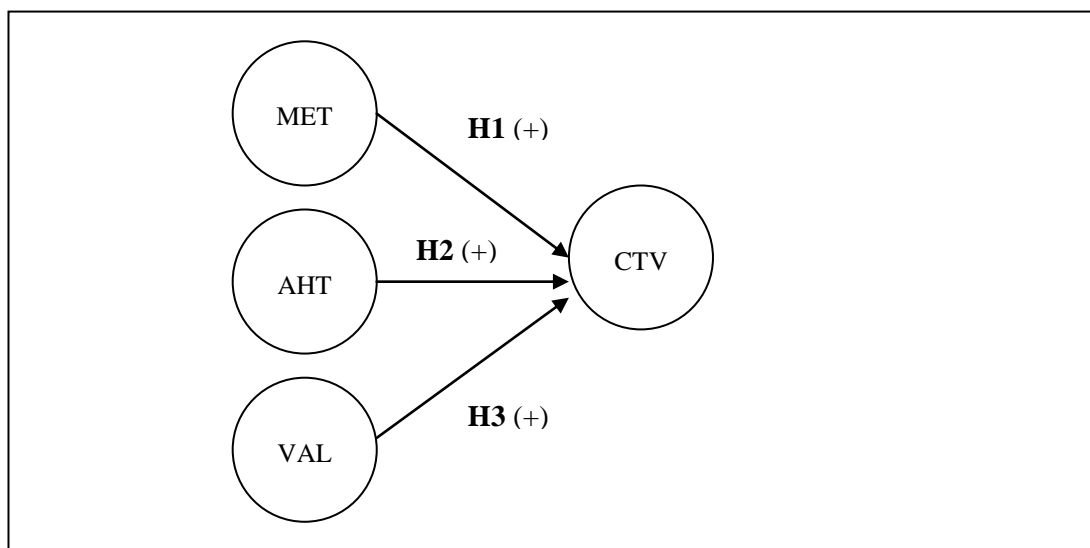 MET
H1 (+)
H2 (+)
CTV
AHT
H3 (+)
VAL